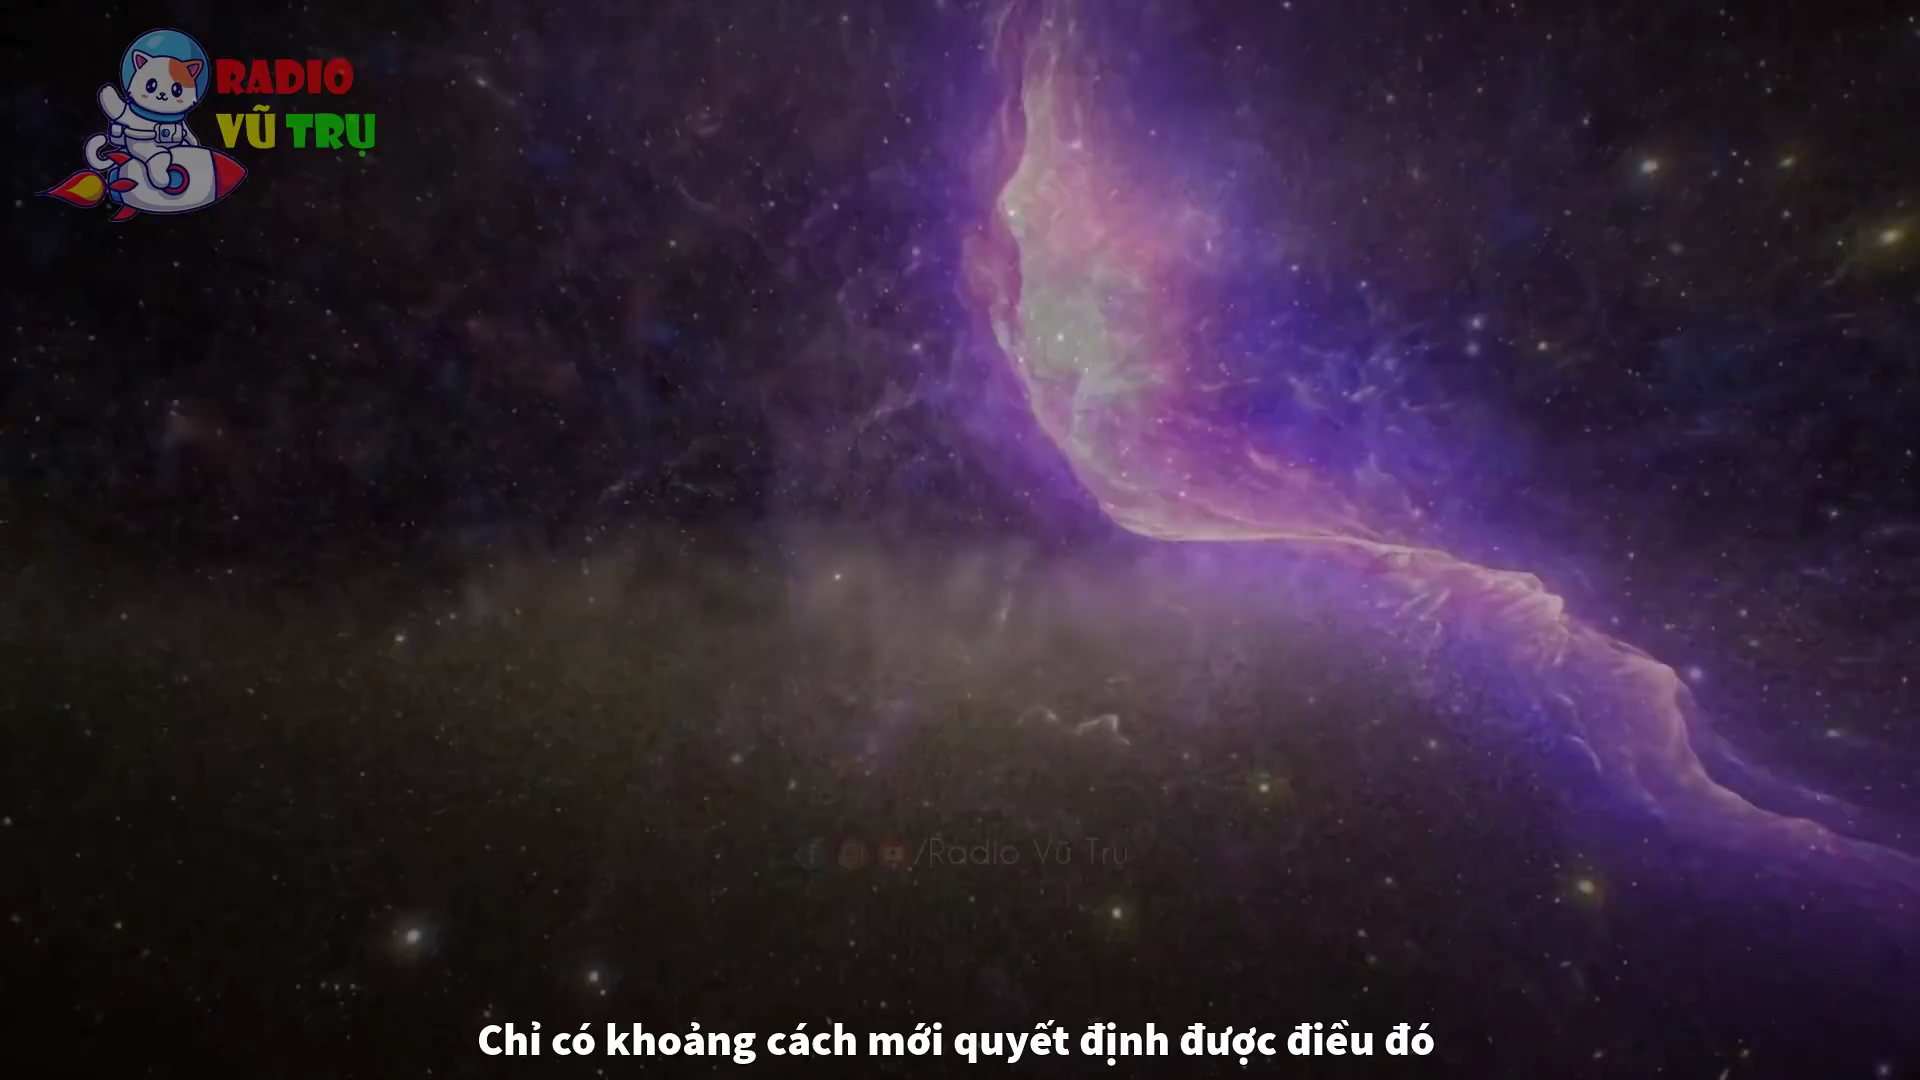 RADIO
VŨ TRỤ
/Radio Vũ Trụ
Chỉ có khoảng cách mới quyết định được điều đó